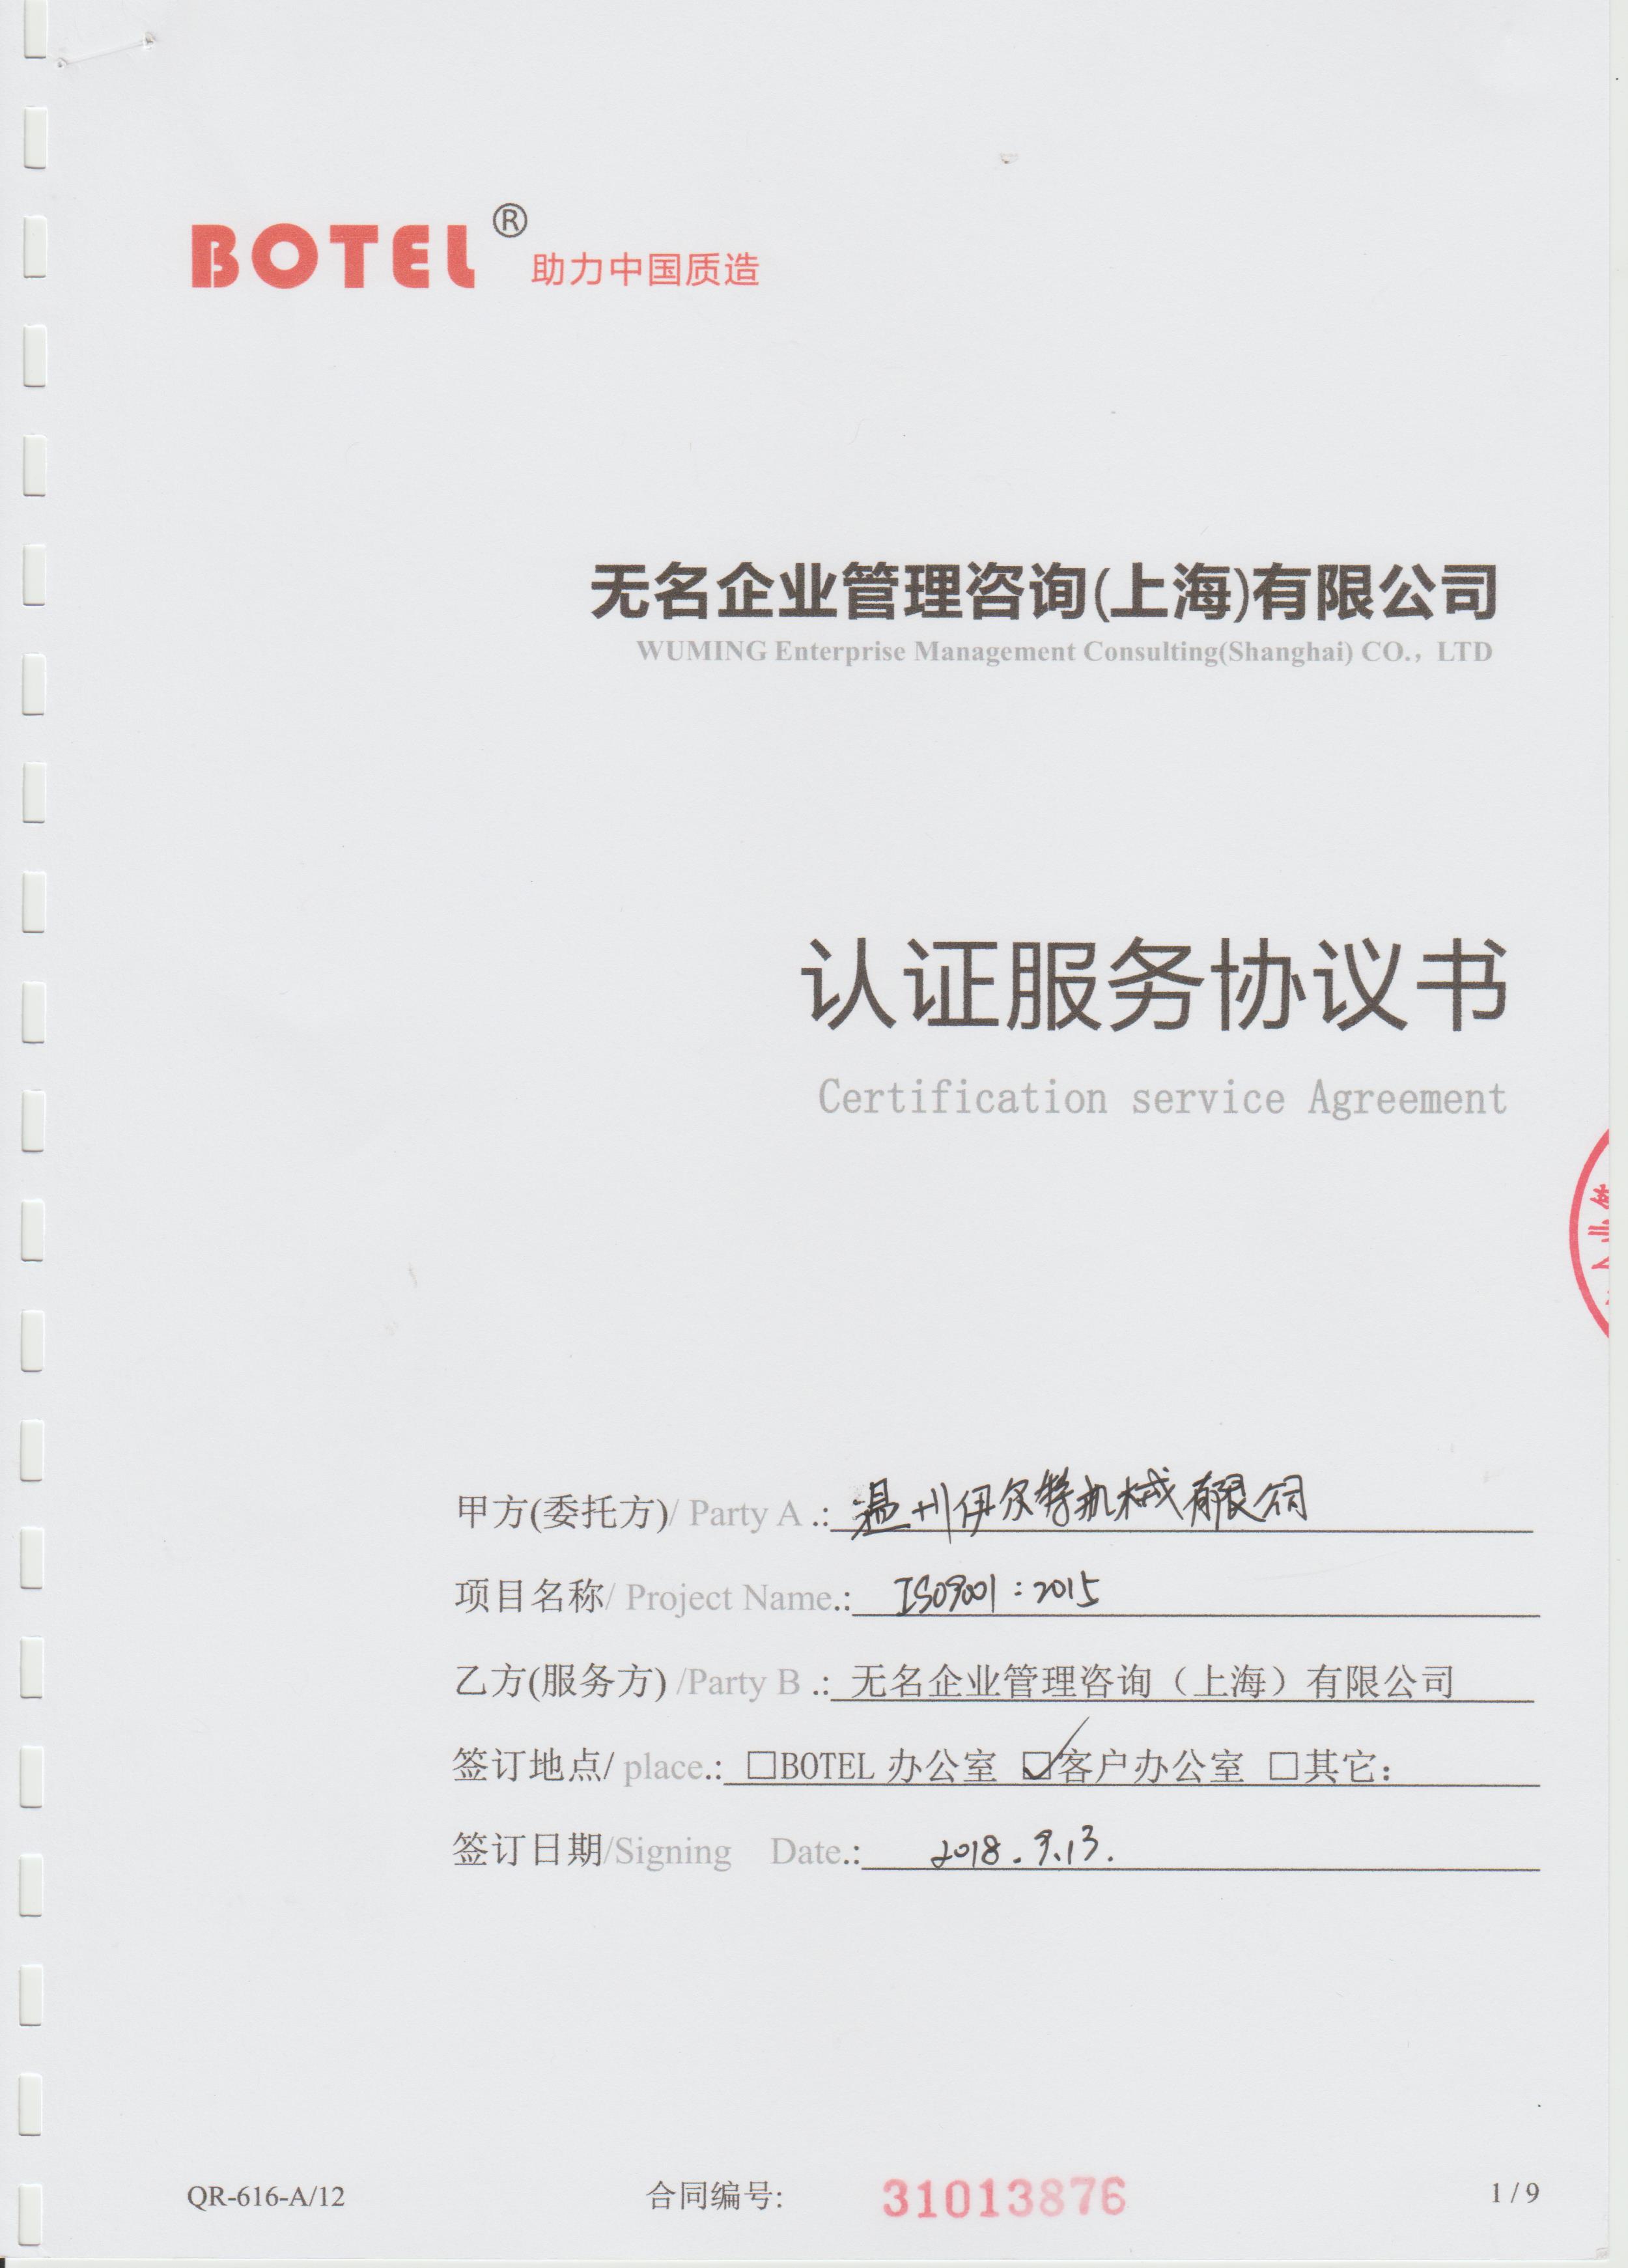 BOTEL® 助力中国质造
无名企业管理咨询(上海)有限公司
WUMING Enterprise Management Consulting(Shanghai) CO.，LTD
认证服务协议书
Certification service Agreement
业
甲方(委托方)/ Party A .: 温州伊尔特机械有限公司
项目名称/ Project Name.: ISO9001:2015
乙方(服务方) /Party B .: 无名企业管理咨询（上海）有限公司
签订地点/ place.: □BOTEL 办公室 ☑客户办公室 □其它：
签订日期/Signing Date.: 2018.9.13.
QR-616-A/12 合同编号: 31013876 1 / 9